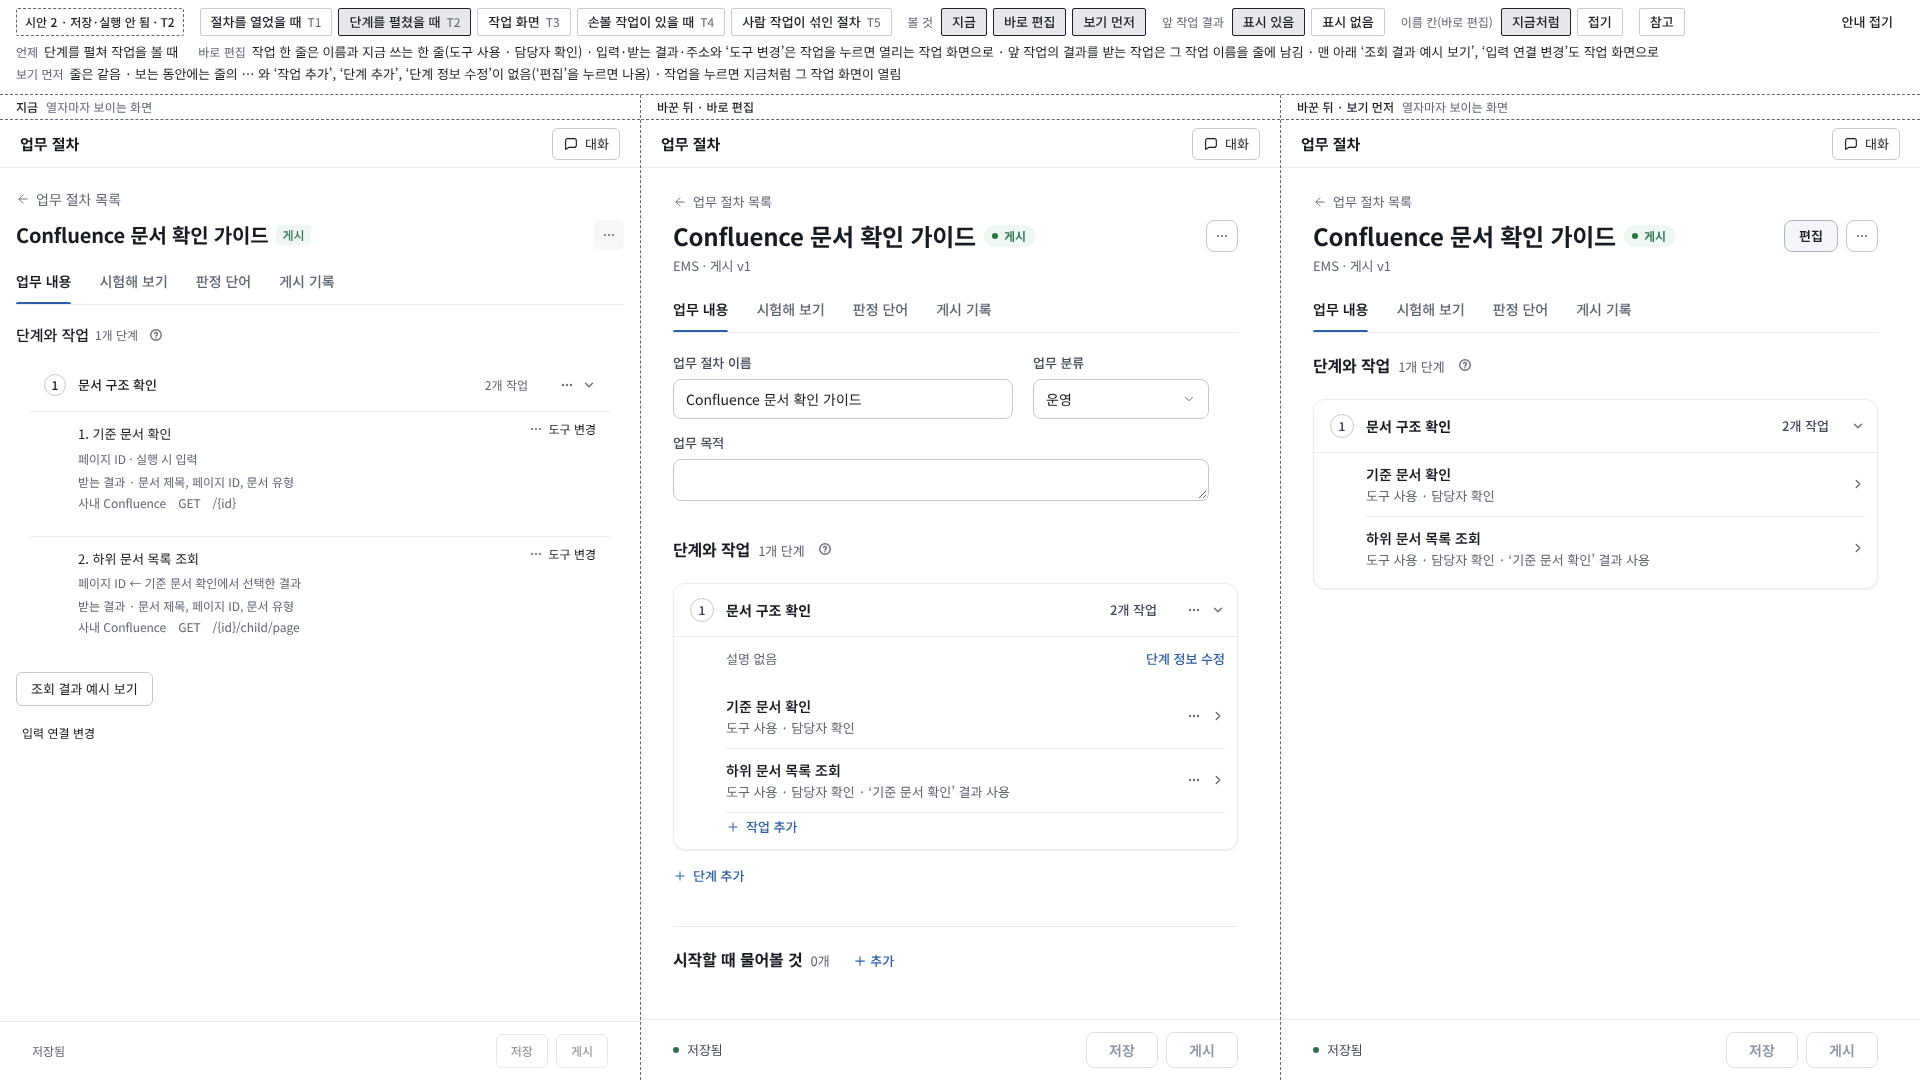 시안 2 · 저장·실행 안 됨 · T2 절차를 열었을 때 T1 단계를 펼쳤을 때 T2 작업 화면 T3 손볼 작업이 있을 때 T4 사람 작업이 섞인 절차 T5 볼 것 지금 바로 편집 보기 먼저 앞 작업 결과 표시 있음 표시 없음 이름 칸(바로 편집) 지금처럼 접기 참고 안내 접기
언제 단계를 펼쳐 작업을 볼 때 바로 편집 작업 한 줄은 이름과 지금 쓰는 한 줄(도구 사용 · 담당자 확인) · 입력·받는 결과·주소와 ‘도구 변경’은 작업을 누르면 열리는 작업 화면으로 · 앞 작업의 결과를 받는 작업은 그 작업 이름을 줄에 남김 · 맨 아래 ‘조회 결과 예시 보기’, ‘입력 연결 변경’도 작업 화면으로
보기 먼저 줄은 같음 · 보는 동안에는 줄의 ··· 와 ‘작업 추가’, ‘단계 추가’, ‘단계 정보 수정’이 없음(‘편집’을 누르면 나옴) · 작업을 누르면 지금처럼 그 작업 화면이 열림
지금 열자마자 보이는 화면
업무 절차
대화
← 업무 절차 목록
Confluence 문서 확인 가이드 게시
···
업무 내용 시험해 보기 판정 단어 게시 기록
단계와 작업 1개 단계
1 문서 구조 확인 2개 작업 ···
1. 기준 문서 확인 ··· 도구 변경
페이지 ID · 실행 시 입력
받는 결과 · 문서 제목, 페이지 ID, 문서 유형
사내 Confluence GET /{id}
2. 하위 문서 목록 조회 ··· 도구 변경
페이지 ID ← 기준 문서 확인에서 선택한 결과
받는 결과 · 문서 제목, 페이지 ID, 문서 유형
사내 Confluence GET /{id}/child/page
조회 결과 예시 보기
입력 연결 변경
저장됨 저장 게시
바꾼 뒤 · 바로 편집
업무 절차
대화
← 업무 절차 목록
Confluence 문서 확인 가이드 게시
···
EMS · 게시 v1
업무 내용 시험해 보기 판정 단어 게시 기록
업무 절차 이름 업무 분류
Confluence 문서 확인 가이드 운영
업무 목적
단계와 작업 1개 단계
1 문서 구조 확인 2개 작업 ···
설명 없음 단계 정보 수정
기준 문서 확인
도구 사용 · 담당자 확인
···
하위 문서 목록 조회
도구 사용 · 담당자 확인 · ‘기준 문서 확인’ 결과 사용
···
+ 작업 추가
+ 단계 추가
시작할 때 물어볼 것 0개 + 추가
저장됨 저장 게시
바꾼 뒤 · 보기 먼저 열자마자 보이는 화면
업무 절차
대화
← 업무 절차 목록
Confluence 문서 확인 가이드 게시
편집 ···
EMS · 게시 v1
업무 내용 시험해 보기 판정 단어 게시 기록
단계와 작업 1개 단계
1 문서 구조 확인 2개 작업
기준 문서 확인
도구 사용 · 담당자 확인
하위 문서 목록 조회
도구 사용 · 담당자 확인 · ‘기준 문서 확인’ 결과 사용
저장됨 저장 게시